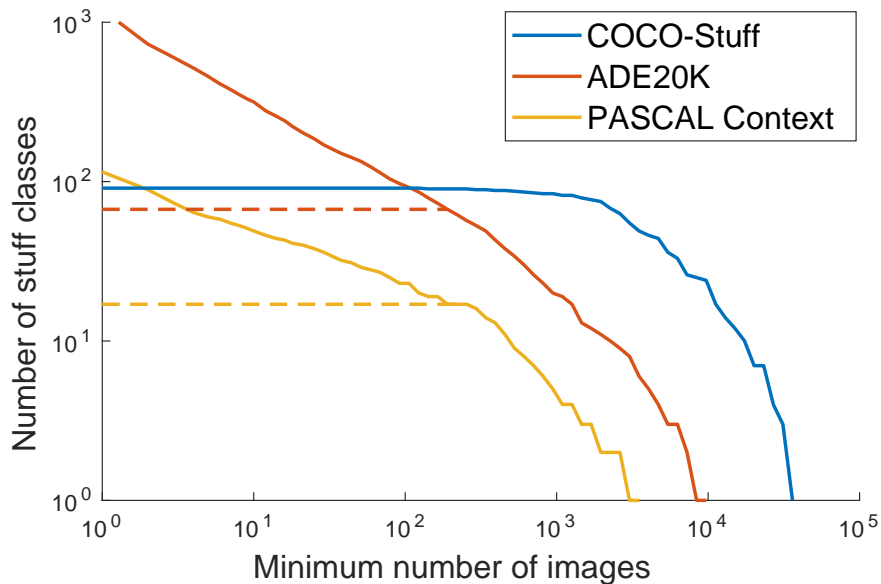 COCO-Stuff
ADE20K
PASCAL Context
Number of stuff classes
10^3
10^2
10^1
10^0
10^0 10^1 10^2 10^3 10^4 10^5
Minimum number of images